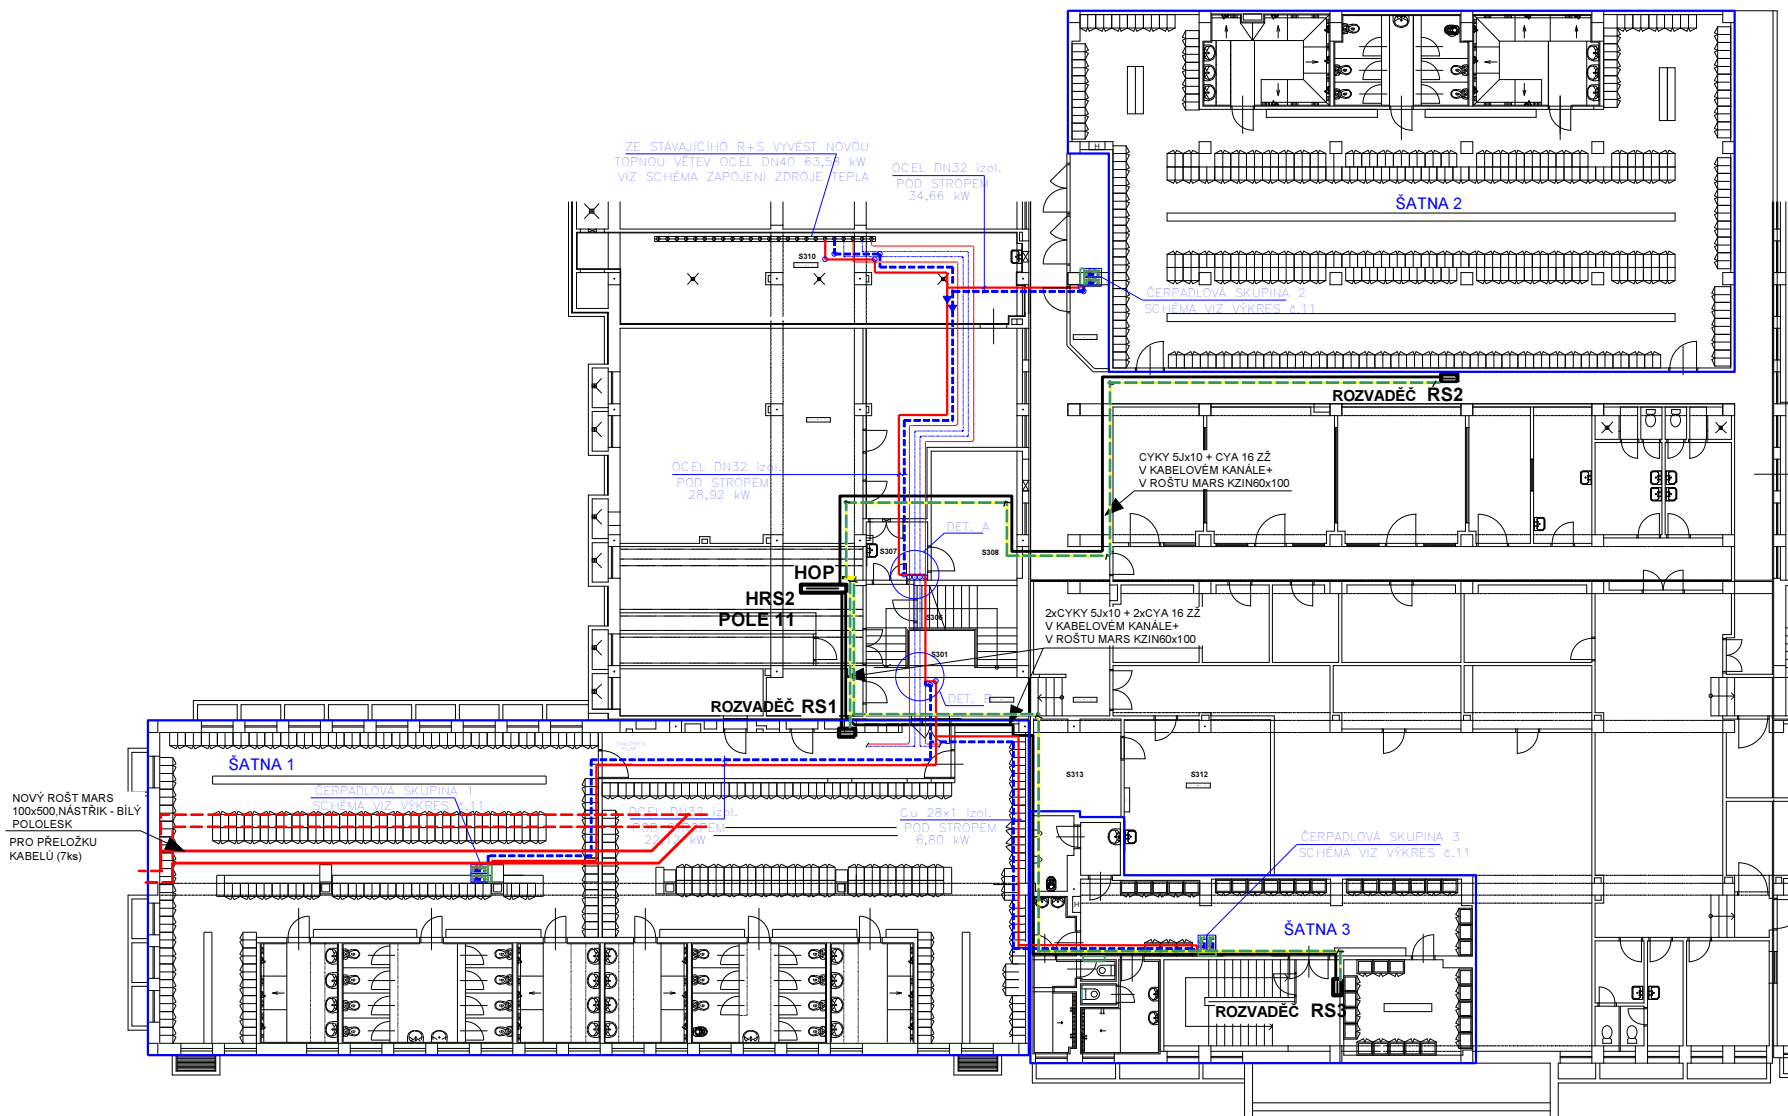 ZE STÁVAJÍCÍHO R+S VYVÉST NOVOU
TOPNOU VĚTEV OCEL DN40 63,58 kW
VIZ SCHÉMA ZAPOJENÍ ZDROJE TEPLA
OCEL DN32 izol.
POD STROPEM
34,66 kW
ŠATNA 2
S310
ČERPADLOVÁ SKUPINA 2
SCHÉMA VIZ VÝKRES č.11
ROZVADĚČ RS2
CYKY 5Jx10 + CYA 16 ZŽ
V KABELOVÉM KANÁLE+
V ROŠTU MARS KZIN60x100
OCEL DN32 izol.
POD STROPEM
28,92 kW
DET. A
S307
S308
HOP
HRS2
POLE 11
S306
2xCYKY 5Jx10 + 2xCYA 16 ZŽ
V KABELOVÉM KANÁLE+
V ROŠTU MARS KZIN60x100
S301
DET.
ROZVADĚČ RS1
ŠATNA 1
S313
S312
NOVÝ ROŠT MARS
100x500,NÁSTŘIK - BÍLÝ
POLOLESK
PRO PŘELOŽKU
KABELŮ (7ks)
ČERPADLOVÁ SKUPINA 1
SCHÉMA VIZ VÝKRES č.11
OCEL DN32 izol.
POD STROPEM
kW
Cu 28x1 izol.
POD STROPEM
6,80 kW
ČERPADLOVÁ SKUPINA 3
SCHÉMA VIZ VÝKRES č.11
ŠATNA 3
ROZVADĚČ RS3